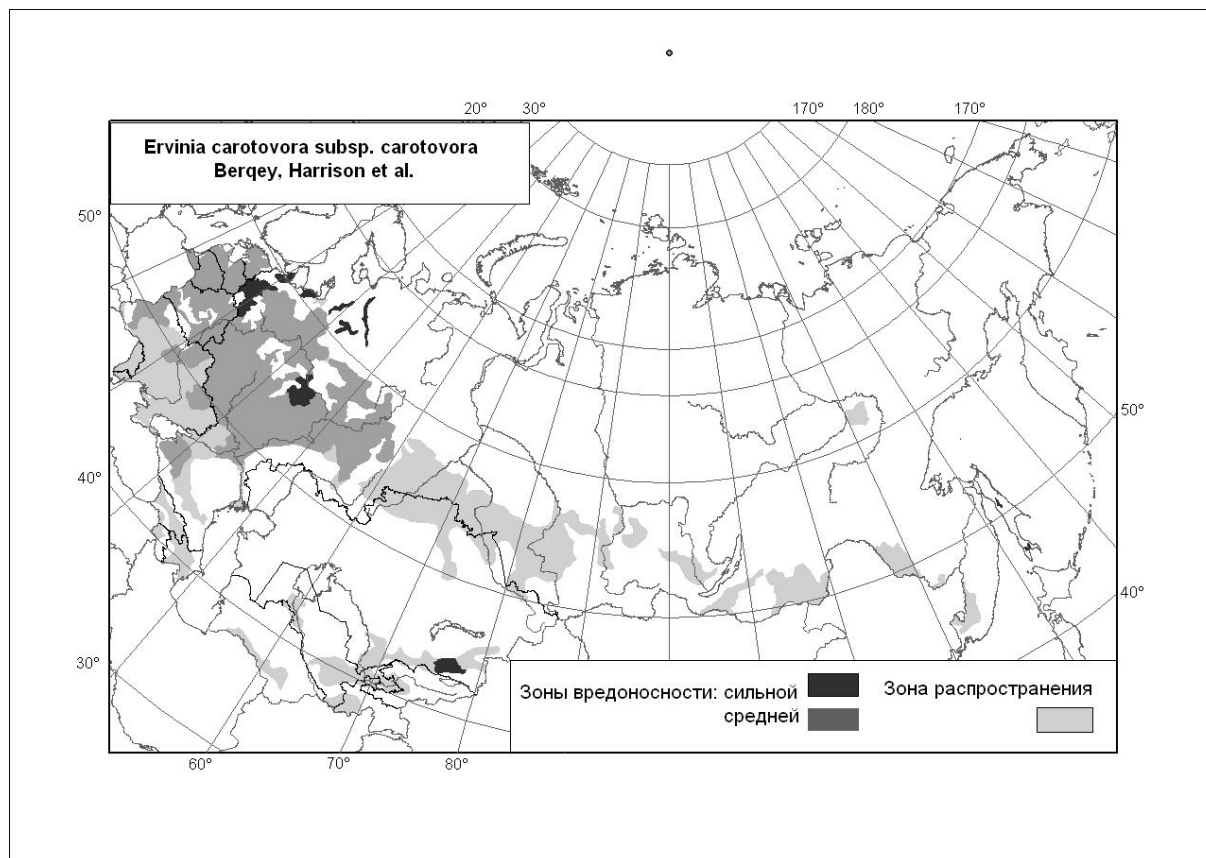 20° 30° 170° 180° 170°
Ervinia carotovora subsp. carotovora
Berqey, Harrison et al.
50°
50°
40°
40°
30°
Зоны вредоносности: сильной
средней
Зона распространения
60° 70° 80°